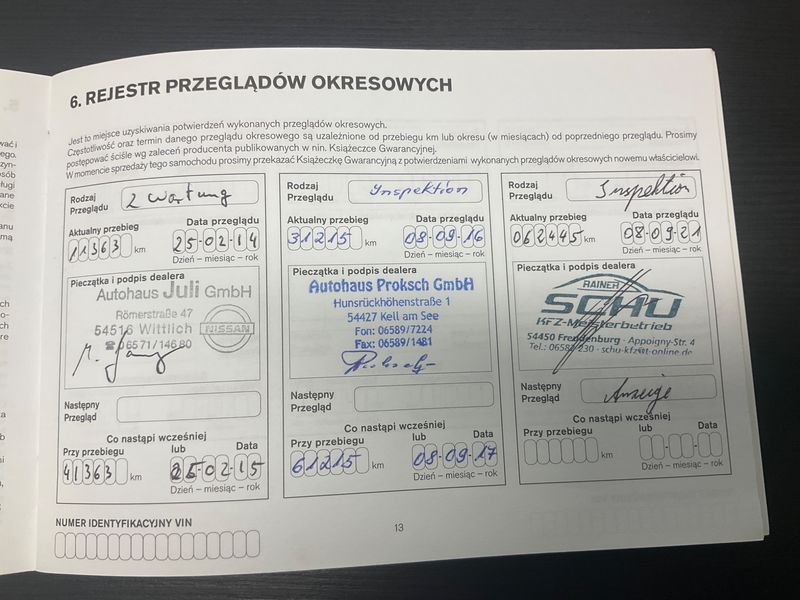 6. REJESTR PRZEGLĄDÓW OKRESOWYCH
Jest to miejsce uzyskiwania potwierdzeń wykonanych przeglądów okresowych.
Częstotliwość oraz termin danego przeglądu okresowego są uzależnione od przebiegu km lub okresu (w miesiącach) od poprzedniego przeglądu. Prosimy
postępować ściśle wg zaleceń producenta publikowanych w nin. Książeczce Gwarancyjnej.
W momencie sprzedaży tego samochodu prosimy przekazać Książeczkę Gwarancyjną z potwierdzeniami wykonanych przeglądów okresowych nowemu właścicielowi.
Rodzaj Przeglądu
2 Wartung
Aktualny przebieg
Data przeglądu
11363 km
25-02-14
Dzień – miesiąc – rok
Pieczątka i podpis dealera
Autohaus Juli GmbH
Römerstraße 47
54516 Wittlich
☎ 06571/14680
NISSAN
Następny
Przegląd
Co nastąpi wcześniej
Przy przebiegu
lub
Data
41363 km
25-02-15
Dzień – miesiąc – rok
Rodzaj
Przeglądu
Inspektion
Aktualny przebieg
Data przeglądu
31215 km
08-09-16
Dzień – miesiąc – rok
Pieczątka i podpis dealera
Autohaus Proksch GmbH
Hunsrückhöhenstraße 1
54427 Kell am See
Fon: 06589/7224
Fax: 06589/1481
Następny
Przegląd
Co nastąpi wcześniej
Przy przebiegu
lub
Data
61215 km
08-09-17
Dzień – miesiąc – rok
Rodzaj
Przeglądu
Inspektion
Aktualny przebieg
Data przeglądu
062445 km
08-09-21
Dzień – miesiąc – rok
Pieczątka i podpis dealera
RAINER
SCHU
KFZ-Meisterbetrieb
54450 Freudenburg · Appoigny-Str. 4
schu-kfz@t-online.de
Następny
Przegląd
Anzeige
Co nastąpi wcześniej
Przy przebiegu
lub
Data
km
Dzień – miesiąc – rok
NUMER IDENTYFIKACYJNY VIN
13